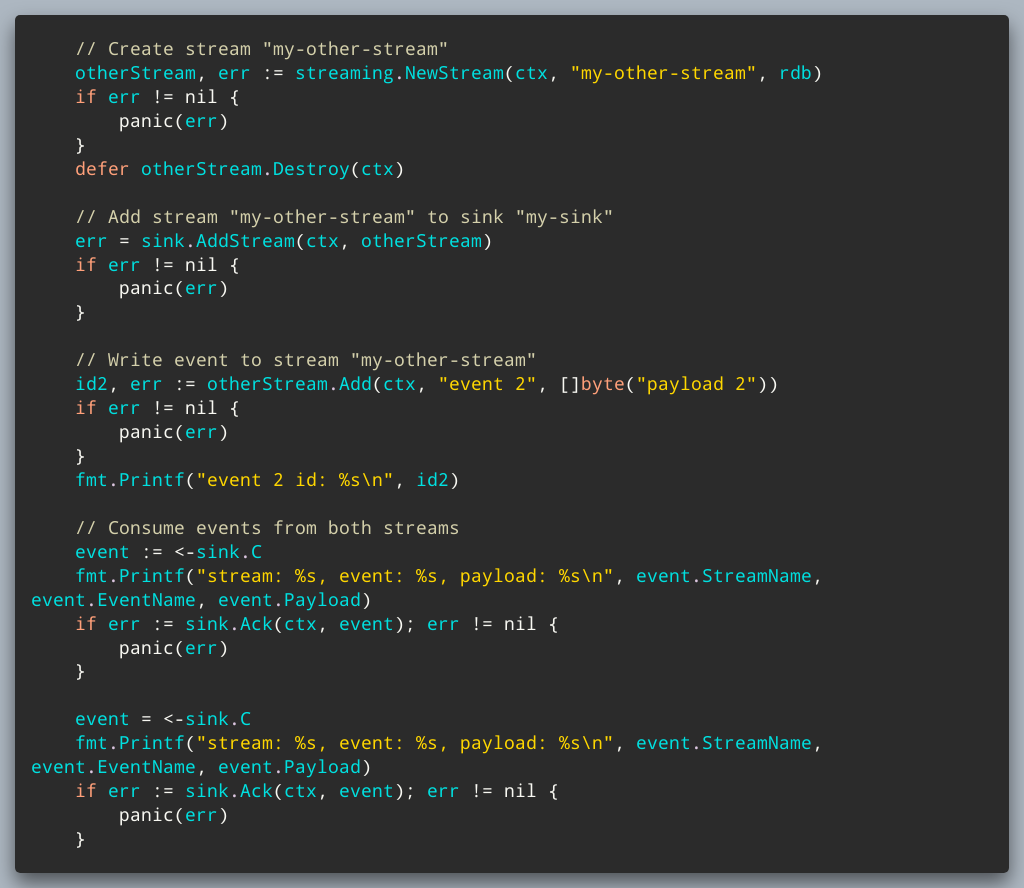 // Create stream "my-other-stream"
otherStream, err := streaming.NewStream(ctx, "my-other-stream", rdb)
if err != nil {
panic(err)
}
defer otherStream.Destroy(ctx)
// Add stream "my-other-stream" to sink "my-sink"
err = sink.AddStream(ctx, otherStream)
if err != nil {
panic(err)
}
// Write event to stream "my-other-stream"
id2, err := otherStream.Add(ctx, "event 2", []byte("payload 2"))
if err != nil {
panic(err)
}
fmt.Printf("event 2 id: %s\n", id2)
// Consume events from both streams
event := <-sink.C
fmt.Printf("stream: %s, event: %s, payload: %s\n", event.StreamName,
event.EventName, event.Payload)
if err := sink.Ack(ctx, event); err != nil {
panic(err)
}
event = <-sink.C
fmt.Printf("stream: %s, event: %s, payload: %s\n", event.StreamName,
event.EventName, event.Payload)
if err := sink.Ack(ctx, event); err != nil {
panic(err)
}